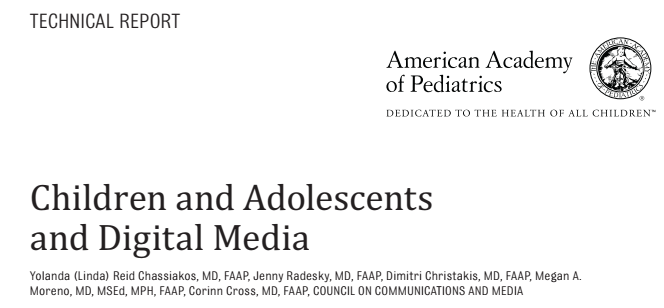 TECHNICAL REPORT
American Academy
of Pediatrics
DEDICATED TO THE HEALTH OF ALL CHILDREN™
Children and Adolescents
and Digital Media
Yolanda (Linda) Reid Chassiakos, MD, FAAP, Jenny Radesky, MD, FAAP, Dimitri Christakis, MD, FAAP, Megan A.
Moreno, MD, MSEd, MPH, FAAP, Corinn Cross, MD, FAAP, COUNCIL ON COMMUNICATIONS AND MEDIA